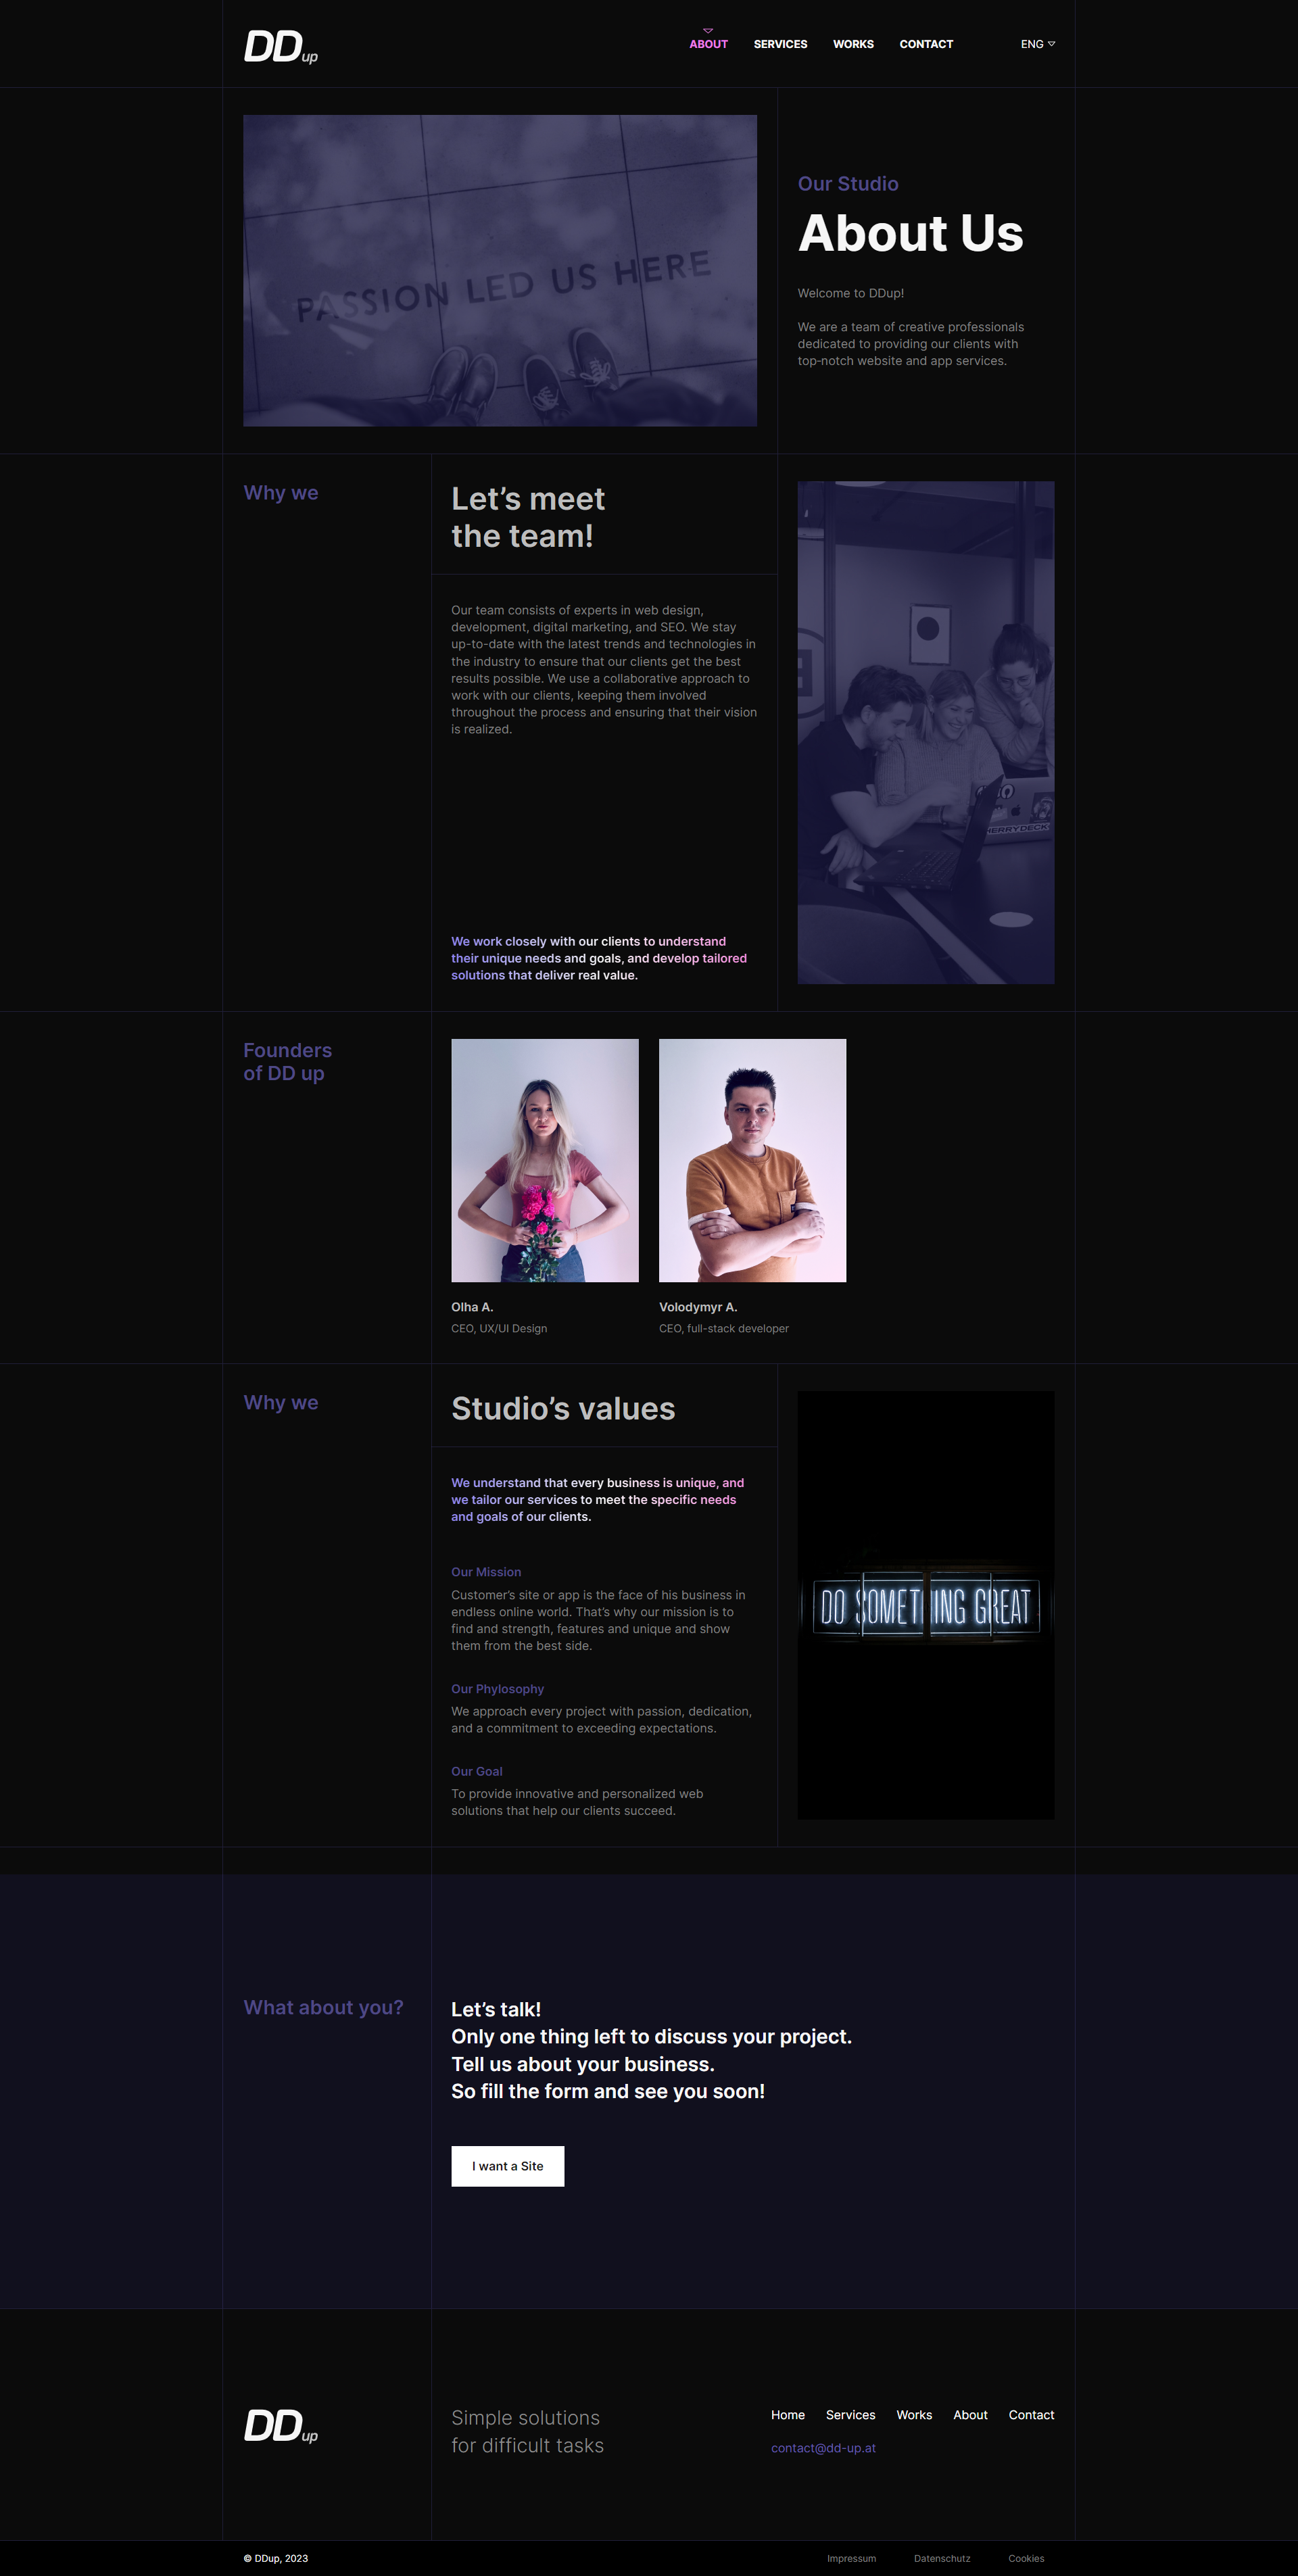 DDup
ABOUT
SERVICES
WORKS
CONTACT
ENG
PASSION LED US HERE
Our Studio
About Us
Welcome to DDup!
We are a team of creative professionals
dedicated to providing our clients with
top-notch website and app services.
Why we
Let’s meet
the team!
Our team consists of experts in web design,
development, digital marketing, and SEO. We stay
up-to-date with the latest trends and technologies in
the industry to ensure that our clients get the best
results possible. We use a collaborative approach to
work with our clients, keeping them involved
throughout the process and ensuring that their vision
is realized.
We work closely with our clients to understand
their unique needs and goals, and develop tailored
solutions that deliver real value.
HERRYDECK
Founders
of DD up
Olha A.
CEO, UX/UI Design
Volodymyr A.
CEO, full-stack developer
Why we
Studio’s values
We understand that every business is unique, and
we tailor our services to meet the specific needs
and goals of our clients.
Our Mission
Customer’s site or app is the face of his business in
endless online world. That’s why our mission is to
find and strength, features and unique and show
them from the best side.
Our Phylosophy
We approach every project with passion, dedication,
and a commitment to exceeding expectations.
Our Goal
To provide innovative and personalized web
solutions that help our clients succeed.
DO SOMETHING GREAT
What about you?
Let’s talk!
Only one thing left to discuss your project.
Tell us about your business.
So fill the form and see you soon!
I want a Site
DDup
Simple solutions
for difficult tasks
Home
Services
Works
About
Contact
contact@dd-up.at
© DDup, 2023
Impressum
Datenschutz
Cookies